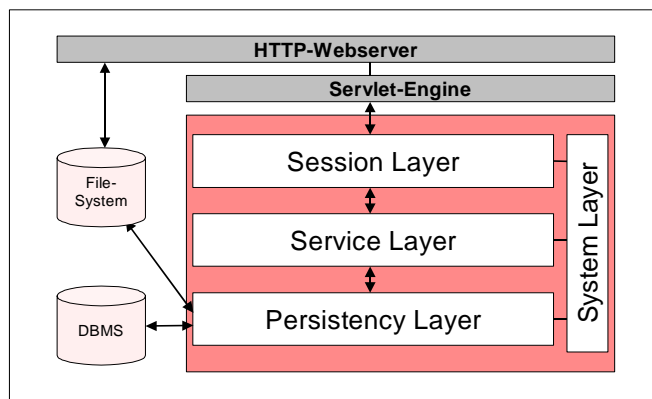 HTTP-Webserver
Servlet-Engine
Session Layer
File-
System
Service Layer
System Layer
DBMS
Persistency Layer